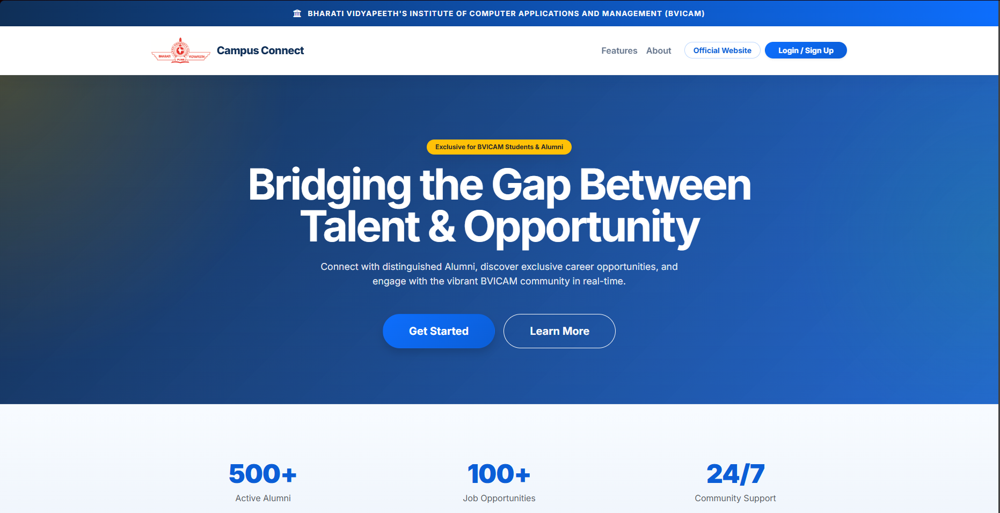 BHARATI VIDYAPEETH'S INSTITUTE OF COMPUTER APPLICATIONS AND MANAGEMENT (BVICAM)
BHARATI VIDYAPEETH
PUNE
Campus Connect
Features
About
Official Website
Login / Sign Up
Exclusive for BVICAM Students & Alumni
Bridging the Gap Between
Talent & Opportunity
Connect with distinguished Alumni, discover exclusive career opportunities, and
engage with the vibrant BVICAM community in real-time.
Get Started
Learn More
500+
Active Alumni
100+
Job Opportunities
24/7
Community Support